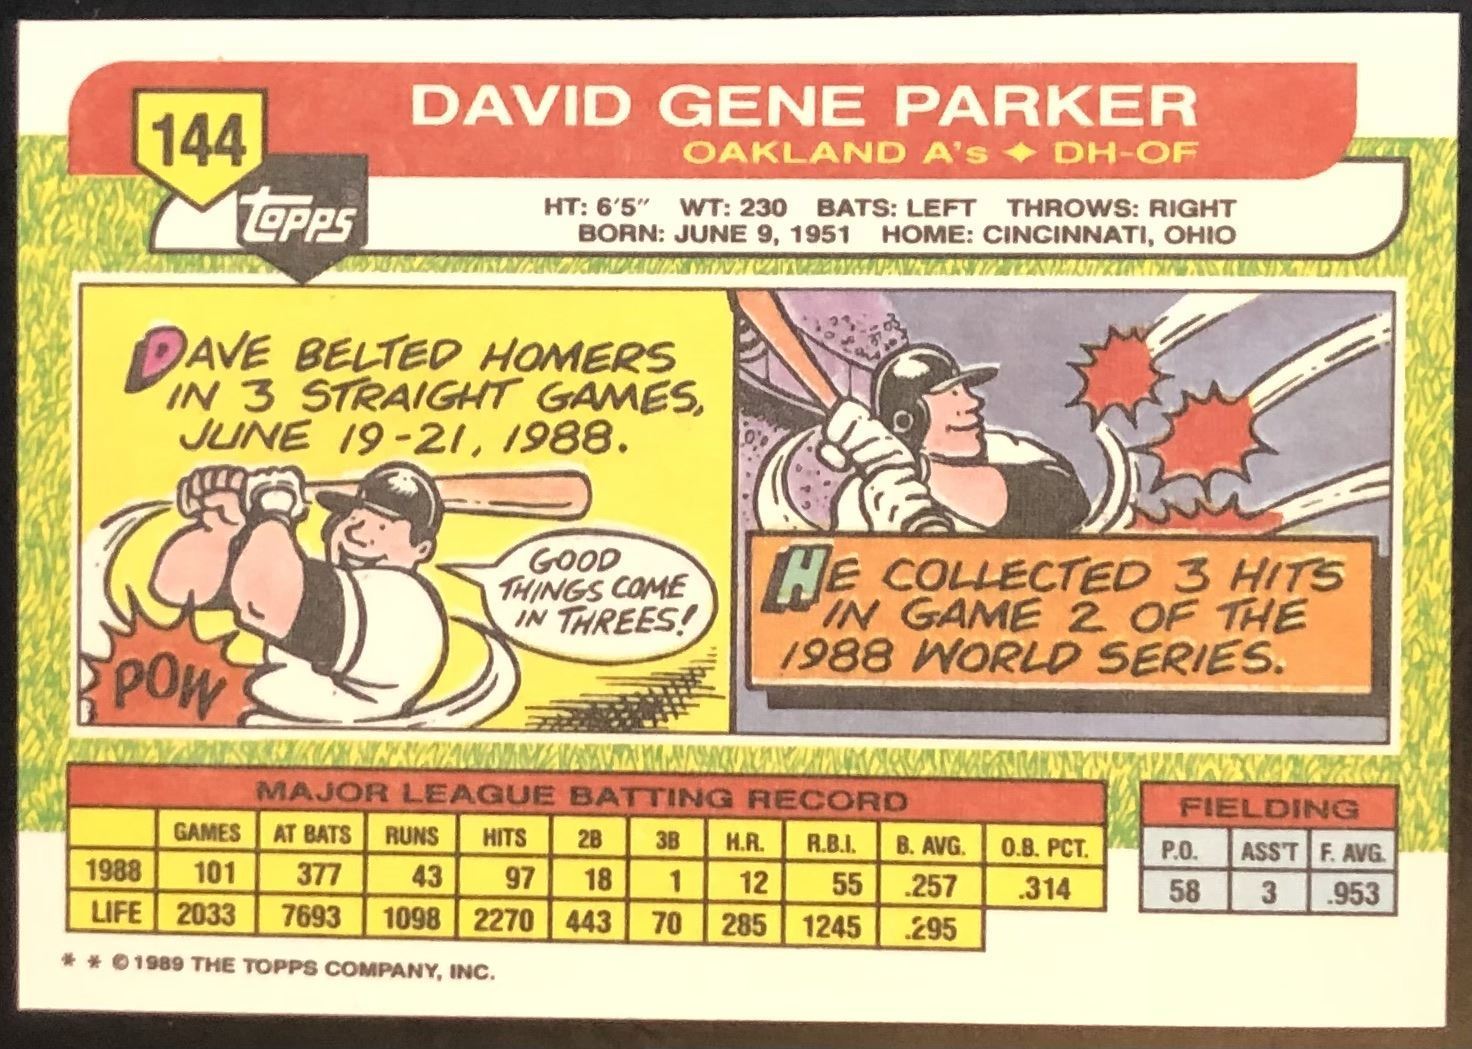 144
DAVID GENE PARKER
OAKLAND A's ✦ DH-OF
Topps
HT: 6'5" WT: 230 BATS: LEFT THROWS: RIGHT
BORN: JUNE 9, 1951 HOME: CINCINNATI, OHIO
DAVE BELTED HOMERS
IN 3 STRAIGHT GAMES,
JUNE 19-21, 1988.
GOOD
THINGS COME
IN THREES!
POW
HE COLLECTED 3 HITS
IN GAME 2 OF THE
1988 WORLD SERIES.
MAJOR LEAGUE BATTING RECORD
GAMES AT BATS RUNS HITS 2B 3B H.R. R.B.I. B. AVG. O.B. PCT.
1988 101 377 43 97 18 1 12 55 .257 .314
LIFE 2033 7693 1098 2270 443 70 285 1245 .295
FIELDING
P.O. ASS'T F. AVG.
58 3 .953
* * © 1989 THE TOPPS COMPANY, INC.